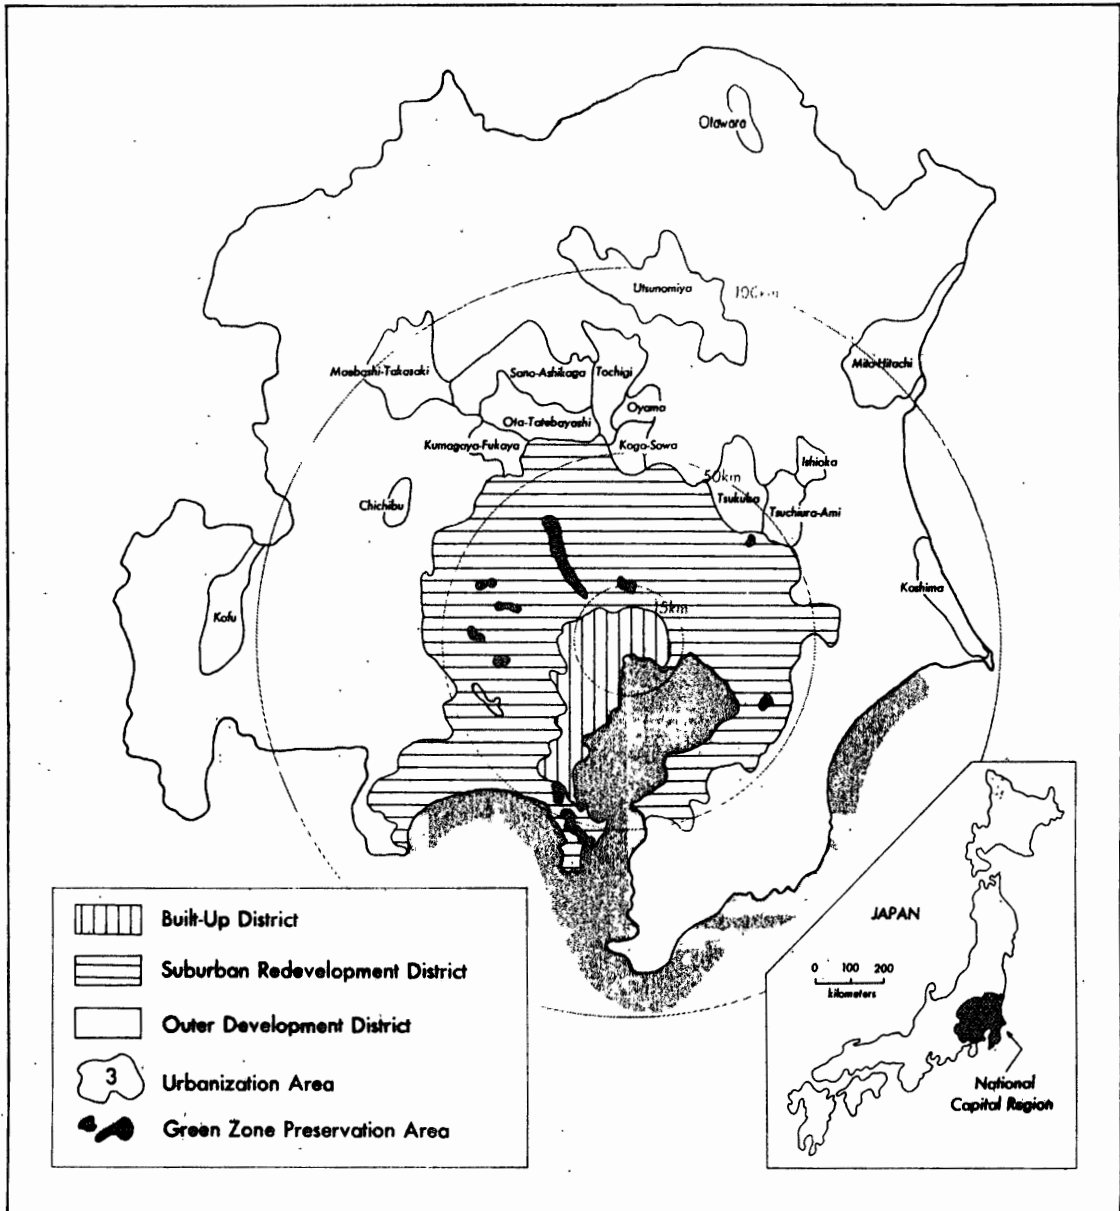 Otawara
Utsunomiya
100km
Maebashi-Takasaki
Sano-Ashikaga
Tochigi
Mito-Hitachi
Oyama
Ota-Tatebayashi
Kumagaya-Fukaya
Koga-Sowa
Ishioka
50km
Tsukuba
Chichibu
Tsuchiura-Ami
Kashima
15km
Kofu
Built-Up District
Suburban Redevelopment District
Outer Development District
3
Urbanization Area
Green Zone Preservation Area
JAPAN
0 100 200
kilometers
National
Capital Region